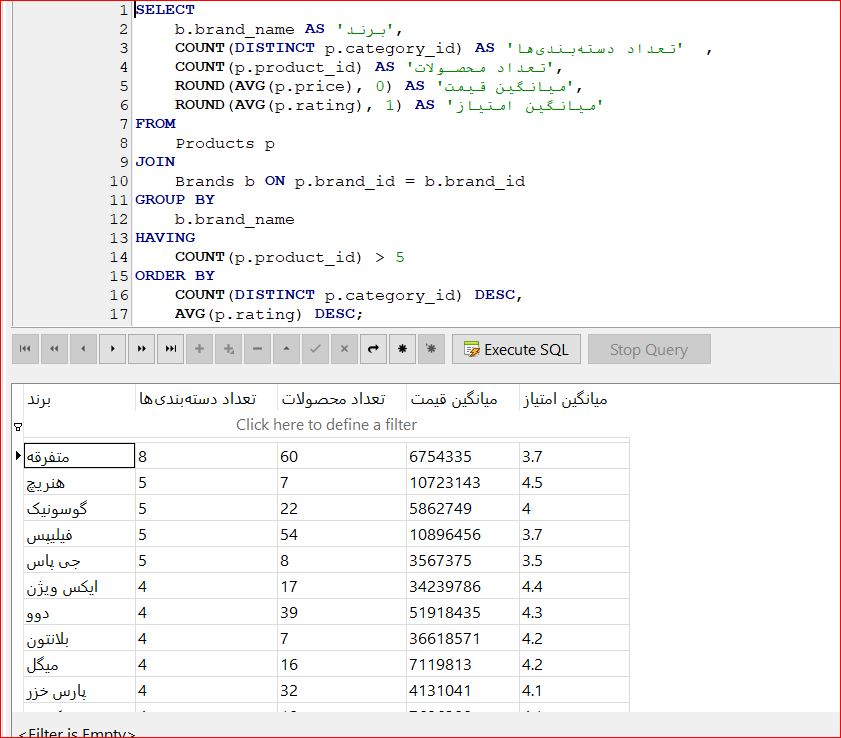 1 SELECT
2 b.brand_name AS 'برند',
3 COUNT(DISTINCT p.category_id) AS 'تعداد دسته‌بندی‌ها' ,
4 COUNT(p.product_id) AS 'تعداد محصولات',
5 ROUND(AVG(p.price), 0) AS 'میانگین قیمت',
6 ROUND(AVG(p.rating), 1) AS 'میانگین امتیاز'
7 FROM
8 Products p
9 JOIN
10 Brands b ON p.brand_id = b.brand_id
11 GROUP BY
12 b.brand_name
13 HAVING
14 COUNT(p.product_id) > 5
15 ORDER BY
16 COUNT(DISTINCT p.category_id) DESC,
17 AVG(p.rating) DESC;
Execute SQL Stop Query
برند تعداد دسته‌بندی‌ها تعداد محصولات میانگین قیمت میانگین امتیاز
Click here to define a filter
متفرقه 8 60 6754335 3.7
هنریچ 5 7 10723143 4.5
گوسونیک 5 22 5862749 4
فیلیپس 5 54 10896456 3.7
جی پاس 5 8 3567375 3.5
ایکس ویژن 4 17 34239786 4.4
دوو 4 39 51918435 4.3
بلانتون 4 7 36618571 4.2
میگل 4 16 7119813 4.2
پارس خزر 4 32 4131041 4.1
<Filter is Empty>